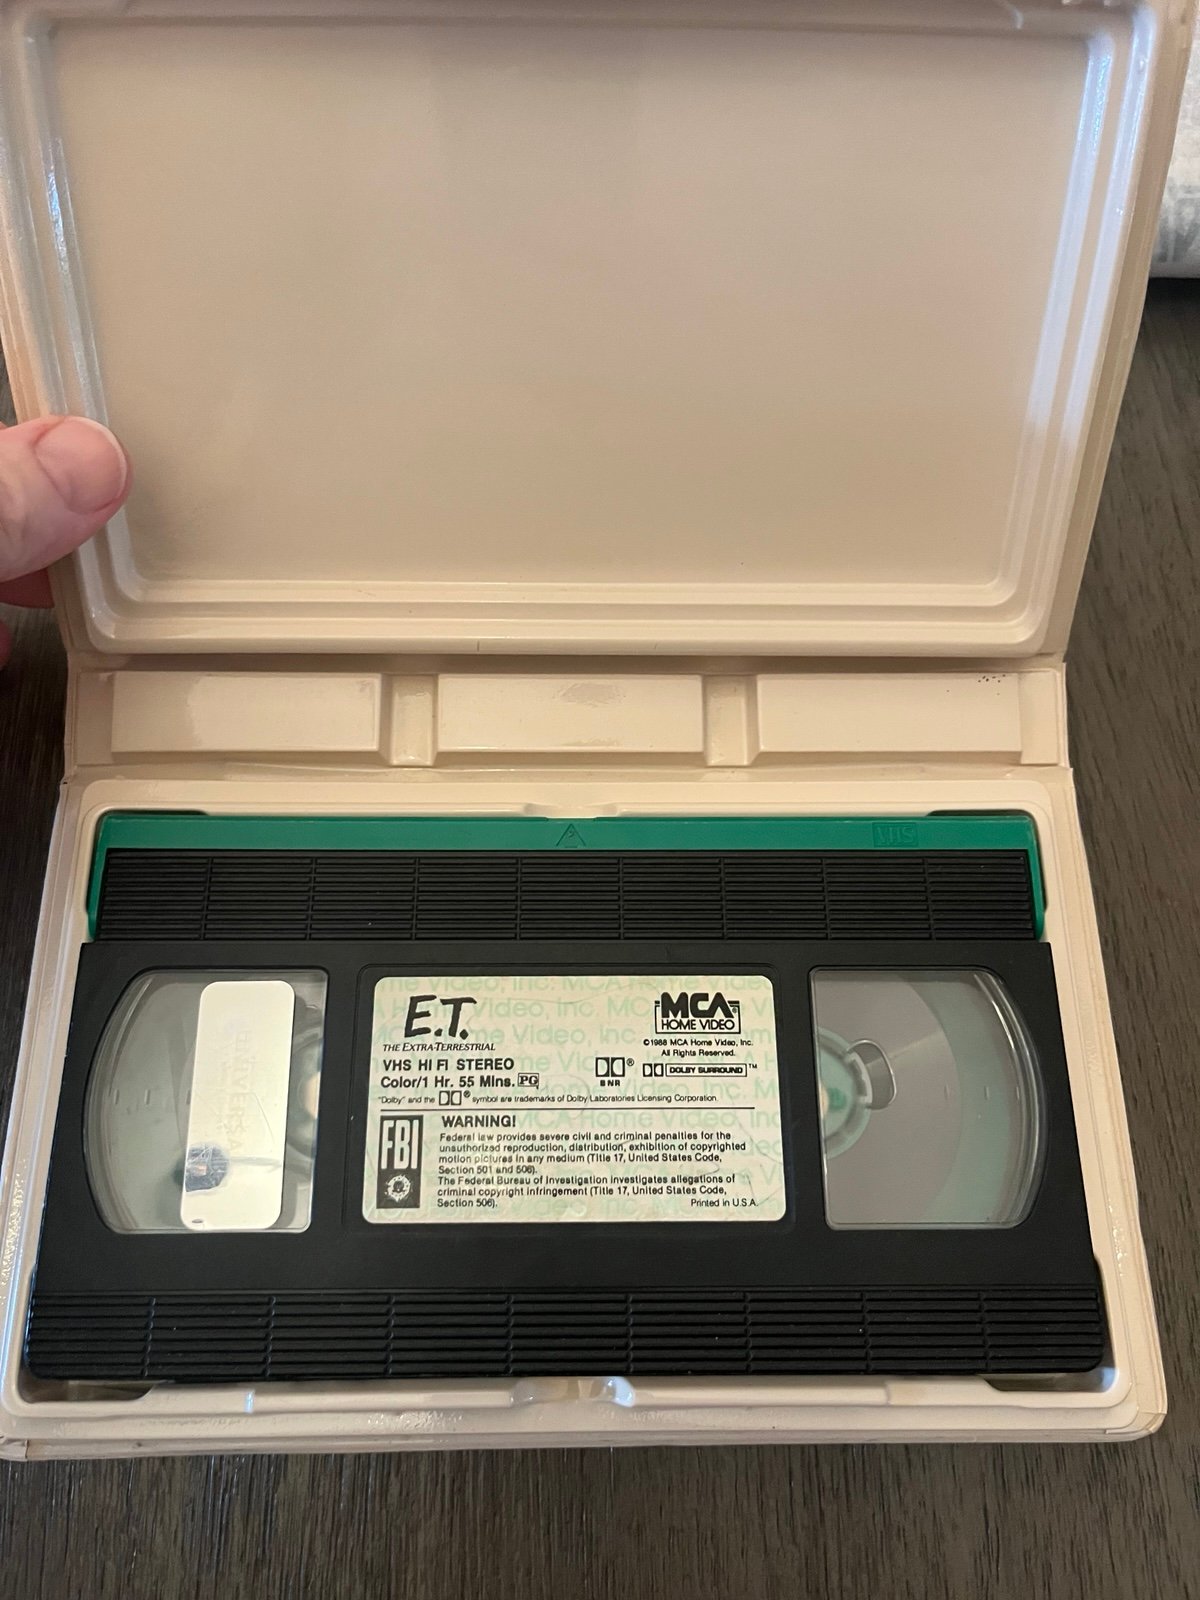 VHS
E.T.
THE EXTRA-TERRESTRIAL
VHS HI FI STEREO
Color/1 Hr. 55 Mins. PG
MCA
HOME VIDEO
©1988 MCA Home Video, Inc.
All Rights Reserved.
B NR
DOLBY SURROUND™
"Dolby" and the ® symbol are trademarks of Dolby Laboratories Licensing Corporation.
FBI
WARNING!
Federal law provides severe civil and criminal penalties for the
unauthorized reproduction, distribution, exhibition of copyrighted
motion pictures in any medium (Title 17, United States Code,
Section 501 and 506).
The Federal Bureau of Investigation investigates allegations of
criminal copyright infringement (Title 17, United States Code,
Section 506).
Printed in U.S.A.